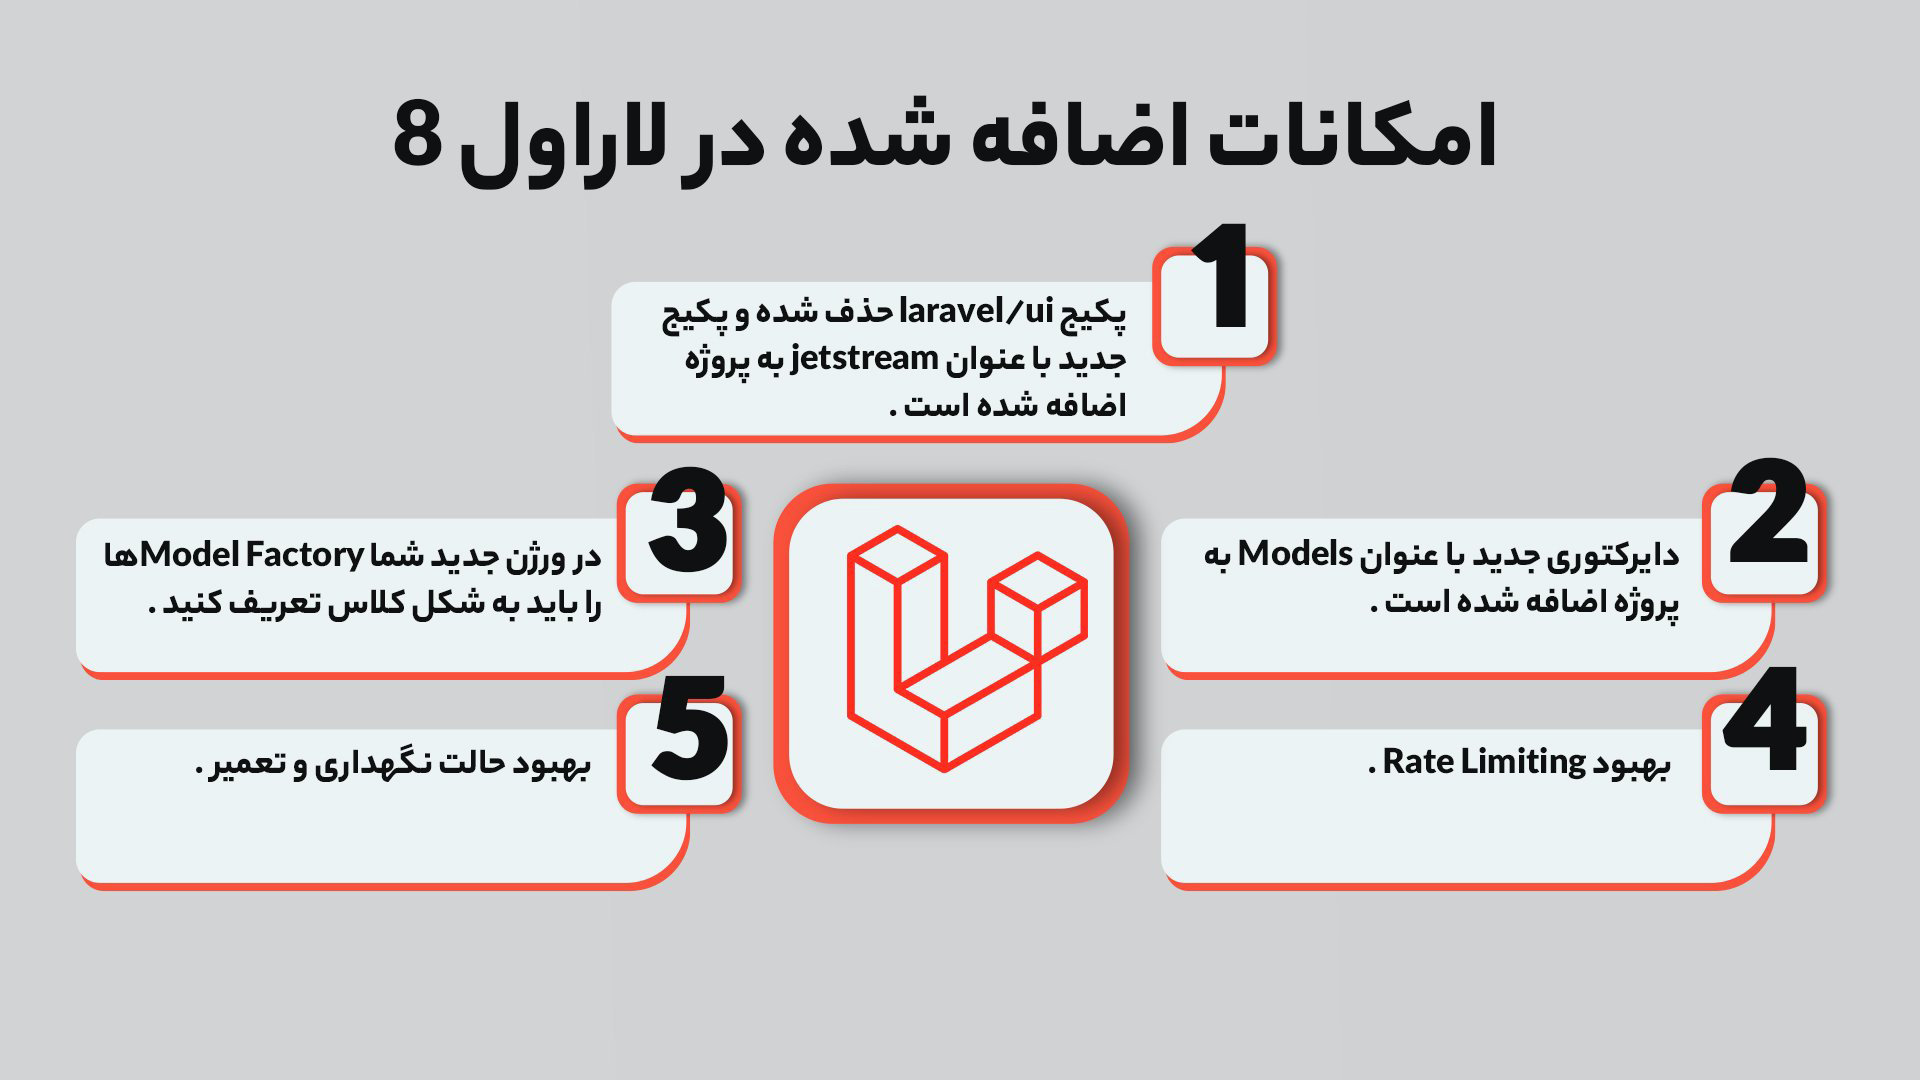 امکانات اضافه شده در لاراول 8
1
پکیج laravel/ui حذف شده و پکیج
جدید با عنوان jetstream به پروژه
اضافه شده است .
2
دایرکتوری جدید با عنوان Models به
پروژه اضافه شده است .
3
در ورژن جدید شما Model Factoryها
را باید به شکل کلاس تعریف کنید .
4
بهبود Rate Limiting .
5
بهبود حالت نگهداری و تعمیر .